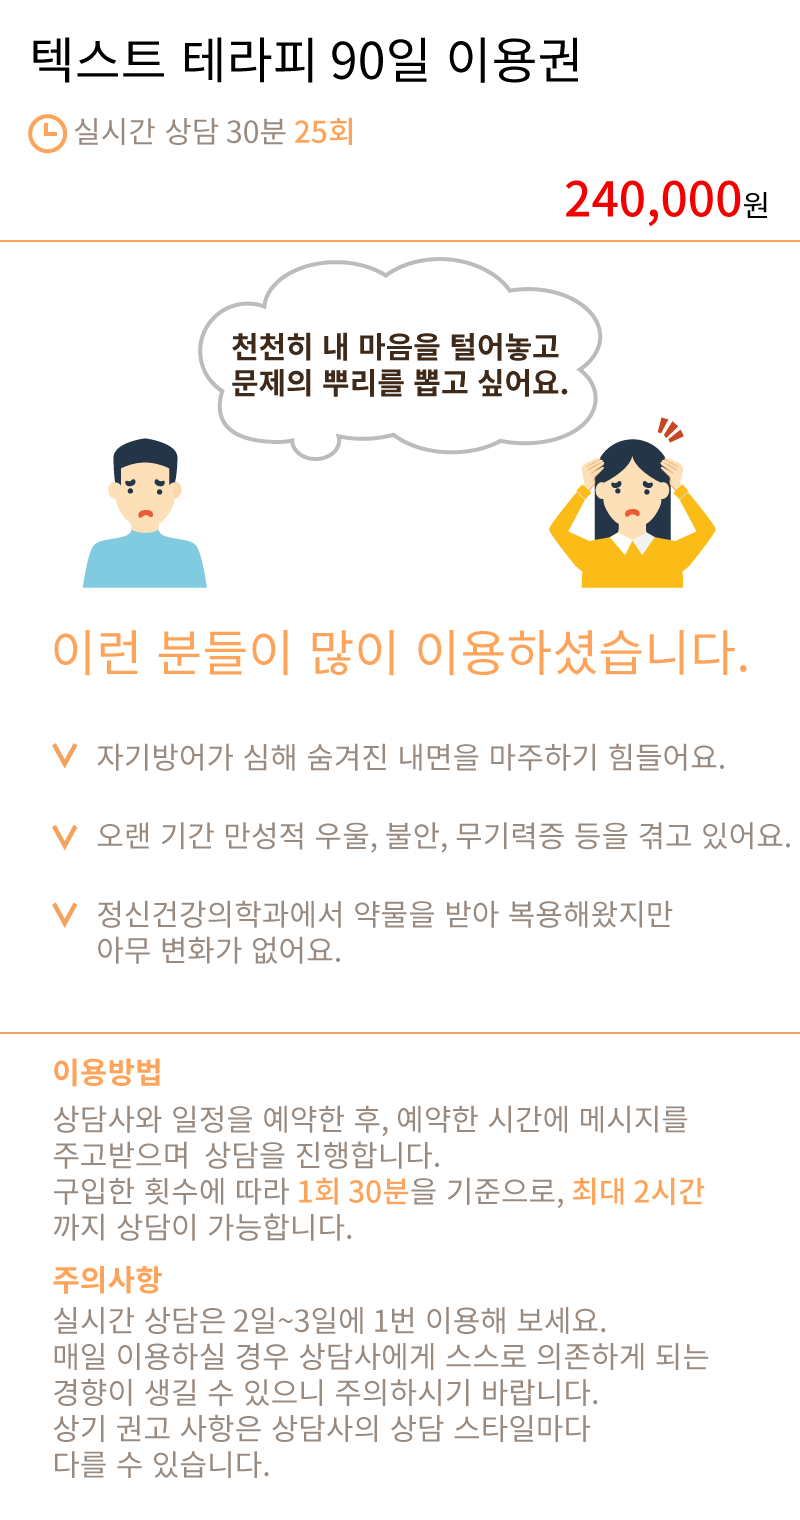 텍스트 테라피 90일 이용권
실시간 상담 30분 25회
240,000원
천천히 내 마음을 털어놓고
문제의 뿌리를 뽑고 싶어요.
이런 분들이 많이 이용하셨습니다.
자기방어가 심해 숨겨진 내면을 마주하기 힘들어요.
오랜 기간 만성적 우울, 불안, 무기력증 등을 겪고 있어요.
정신건강의학과에서 약물을 받아 복용해왔지만
아무 변화가 없어요.
이용방법
상담사와 일정을 예약한 후, 예약한 시간에 메시지를
주고받으며 상담을 진행합니다.
구입한 횟수에 따라 1회 30분을 기준으로, 최대 2시간
까지 상담이 가능합니다.
주의사항
실시간 상담은 2일~3일에 1번 이용해 보세요.
매일 이용하실 경우 상담사에게 스스로 의존하게 되는
경향이 생길 수 있으니 주의하시기 바랍니다.
상기 권고 사항은 상담사의 상담 스타일마다
다를 수 있습니다.